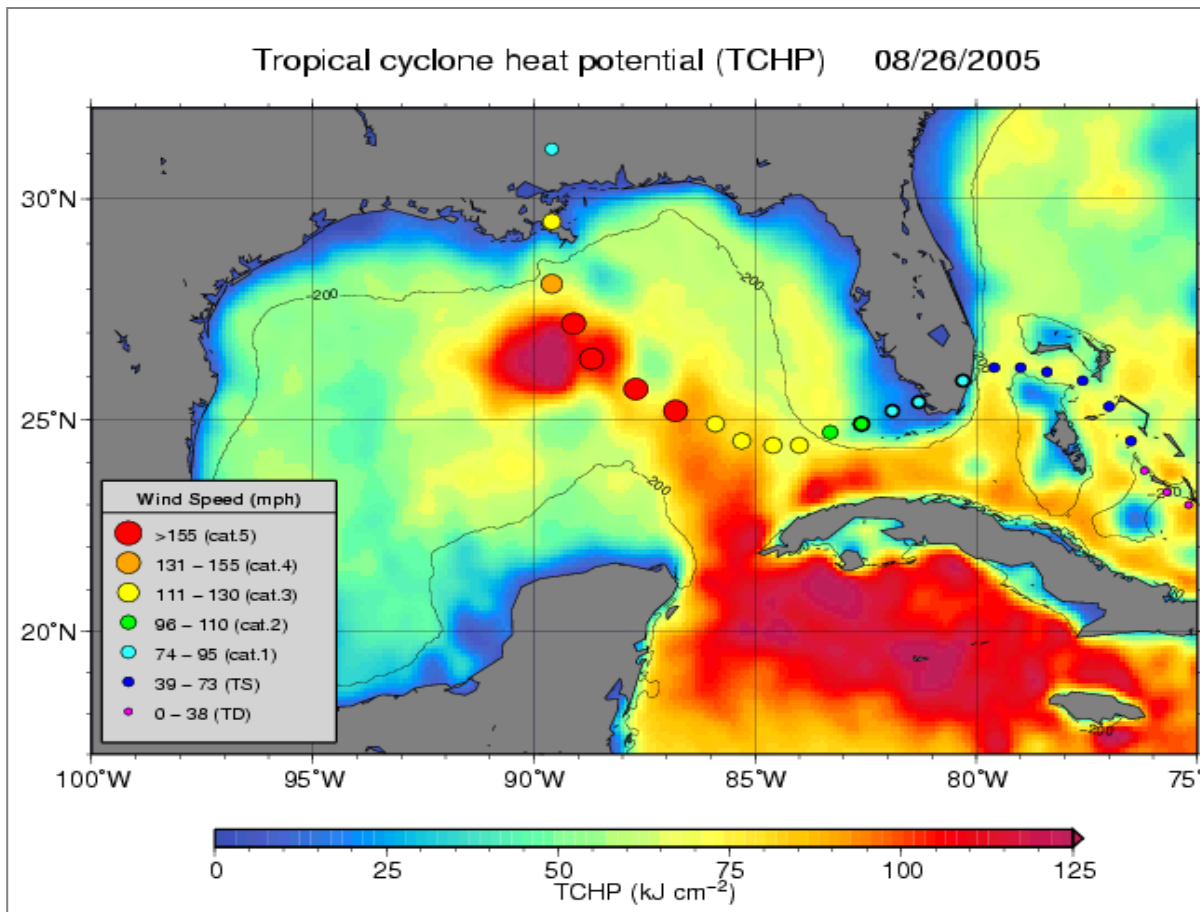 Tropical cyclone heat potential (TCHP) 08/26/2005
30°N
25°N
20°N
-200
-200
-200
-200
Wind Speed (mph)
>155 (cat.5)
131 – 155 (cat.4)
111 – 130 (cat.3)
96 – 110 (cat.2)
74 – 95 (cat.1)
39 – 73 (TS)
0 – 38 (TD)
100°W 95°W 90°W 85°W 80°W 75°
0 25 50 75 100 125
TCHP (kJ cm⁻²)